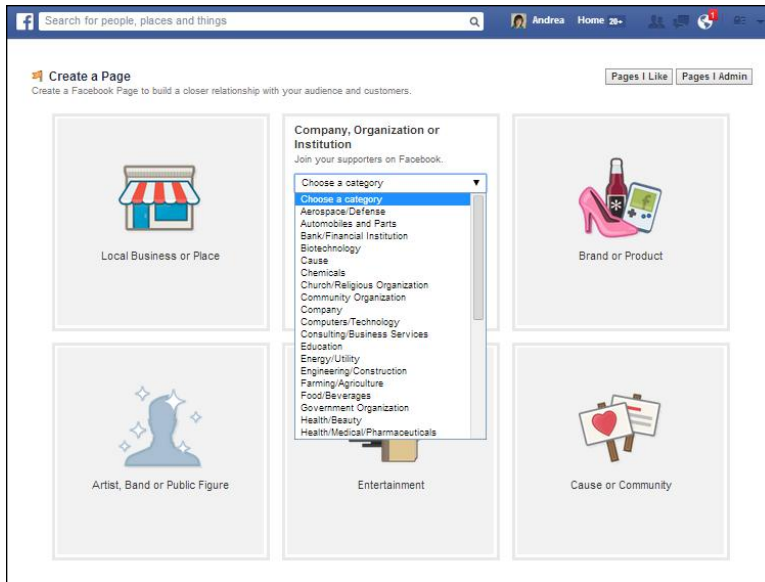 f
Search for people, places and things
Andrea
Home 20+
1
Create a Page
Create a Facebook Page to build a closer relationship with your audience and customers.
Pages I Like
Pages I Admin
Local Business or Place
Company, Organization or
Institution
Join your supporters on Facebook.
Choose a category
Choose a category
Aerospace/Defense
Automobiles and Parts
Bank/Financial Institution
Biotechnology
Cause
Chemicals
Church/Religious Organization
Community Organization
Company
Computers/Technology
Consulting/Business Services
Education
Energy/Utility
Engineering/Construction
Farming/Agriculture
Food/Beverages
Government Organization
Health/Beauty
Health/Medical/Pharmaceuticals
Brand or Product
Artist, Band or Public Figure
Entertainment
Cause or Community